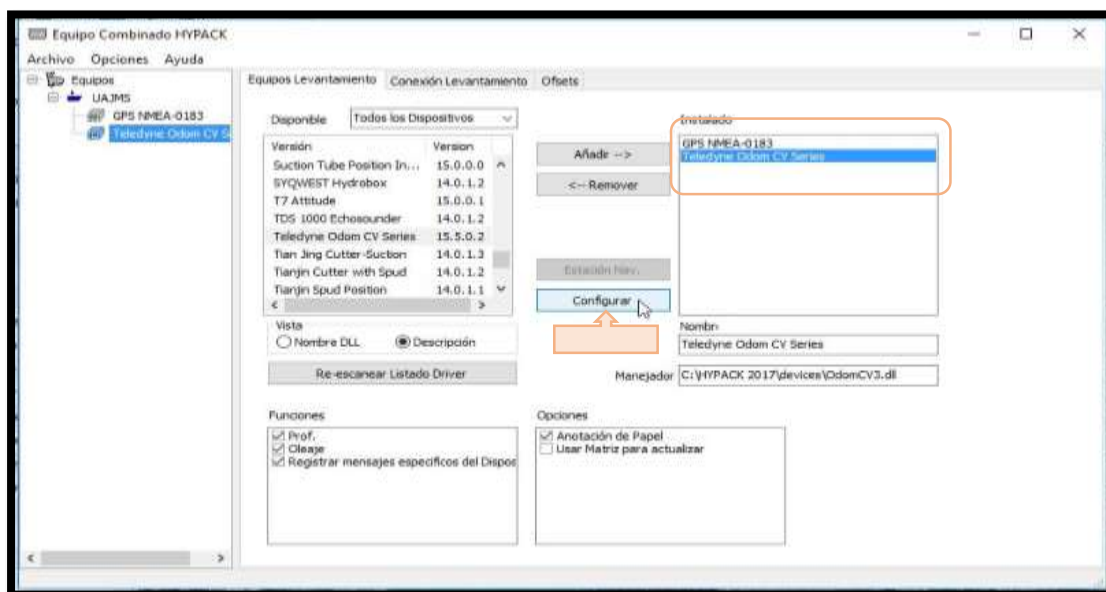 Equipo Combinado HYPACK
Archivo Opciones Ayuda
Equipos
UAJMS
GPS NMEA-0183
Teledyne Odom CV S
Equipos Levantamiento Conexión Levantamiento Ofsets
Disponible Todos los Dispositivos
Versión Version
Suction Tube Position In... 15.0.0.0
SYQWEST Hydrobox 14.0.1.2
T7 Attitude 15.0.0.1
TDS 1000 Echosounder 14.0.1.2
Teledyne Odom CV Series 15.5.0.2
Tian Jing Cutter-Suction 14.0.1.3
Tianjin Cutter with Spud 14.0.1.2
Tianjin Spud Position 14.0.1.1
Vista
Nombre DLL Descripción
Re-escanear Listado Driver
Añadir -->
<-- Remover
Estación Nav.
Configurar
Instalado
GPS NMEA-0183
Teledyne Odom CV Series
Nombr
Teledyne Odom CV Series
Manejador C:\HYPACK 2017\devices\OdomCV3.dll
Funciones
Prof.
Oleaje
Registrar mensajes especificos del Dispos
Opciones
Anotación de Papel
Usar Matriz para actualizar